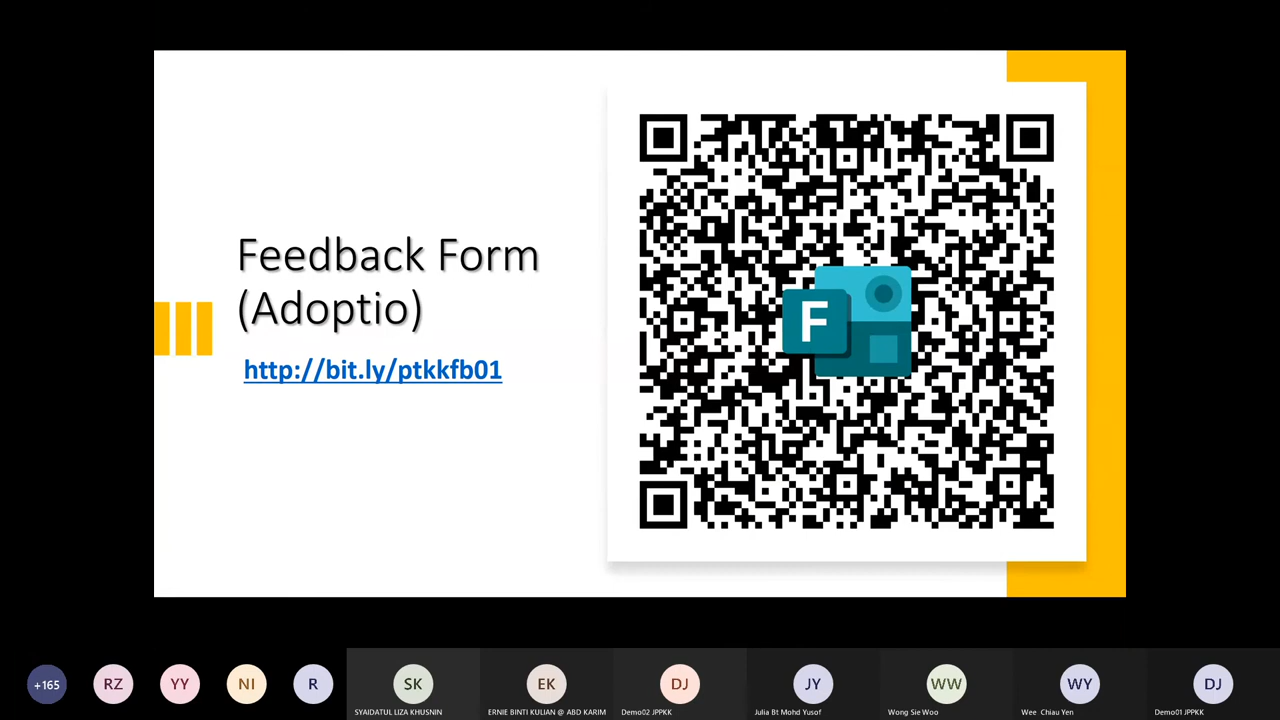 Feedback Form
(Adoptio)
http://bit.ly/ptkkfb01
F
+165
RZ
YY
NI
R
SK
EK
DJ
JY
WW
WY
DJ
SYAIDATUL LIZA KHUSNIN
ERNIE BINTI KULIAN @ ABD KARIM
Demo02 JPPKK
Julia Bt Mohd Yusof
Wong Sie Woo
Wee Chiau Yen
Demo01 JPPKK